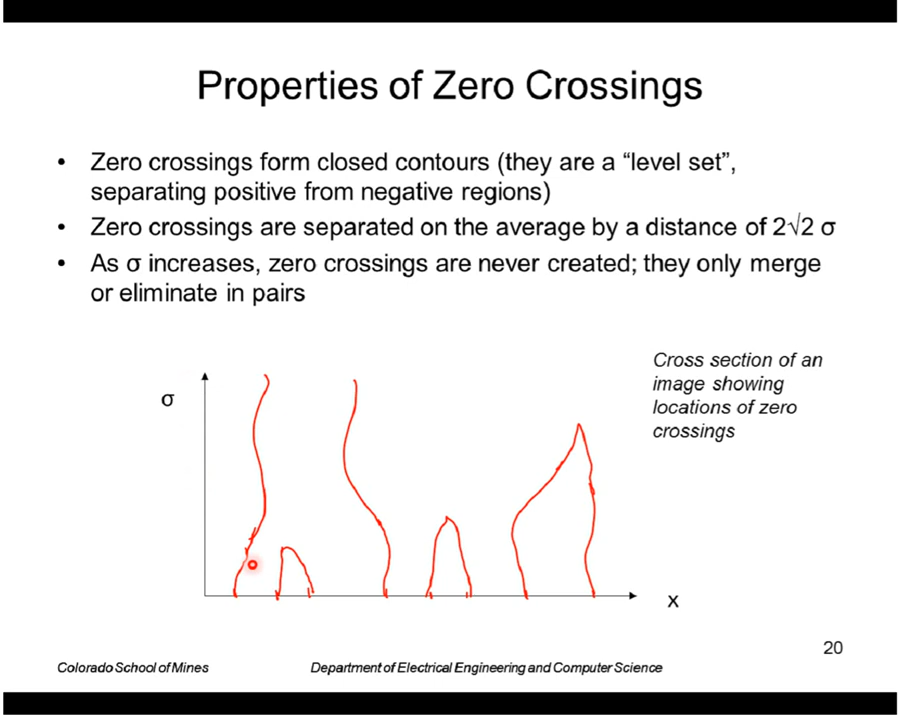 Properties of Zero Crossings
• Zero crossings form closed contours (they are a “level set”,
separating positive from negative regions)
• Zero crossings are separated on the average by a distance of 2√2 σ
• As σ increases, zero crossings are never created; they only merge
or eliminate in pairs
Cross section of an
image showing
locations of zero
crossings
σ
x
20
Colorado School of Mines
Department of Electrical Engineering and Computer Science